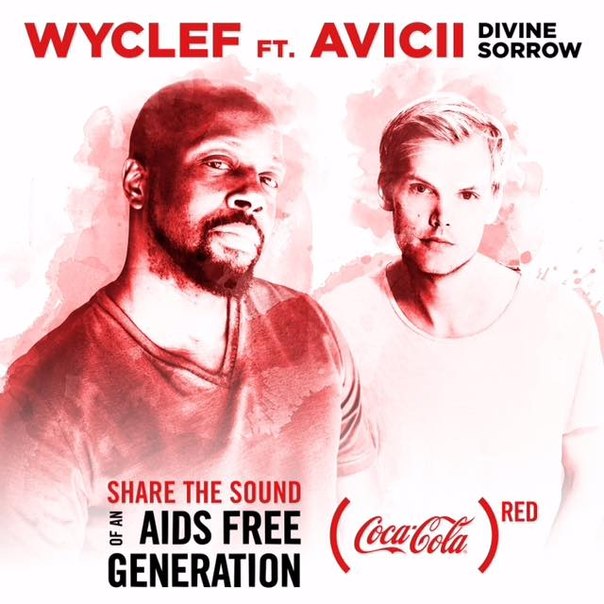 WYCLEF FT. AVICII DIVINE
SORROW
SHARE THE SOUND
OF AN AIDS FREE
GENERATION
(Coca-Cola) RED